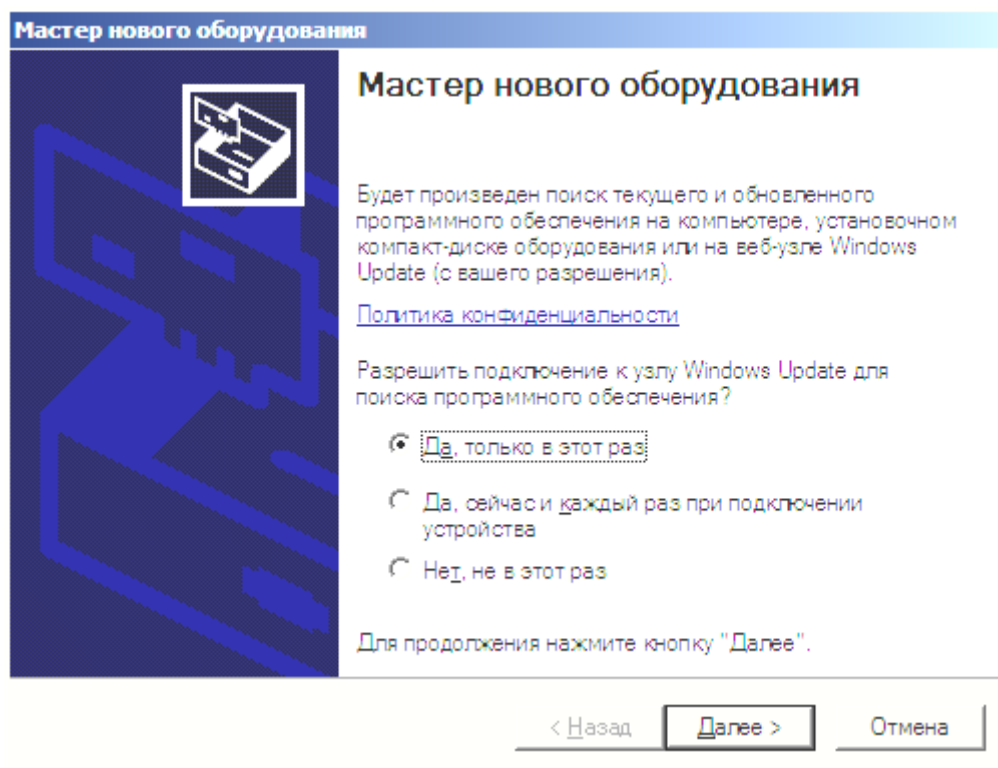 Мастер нового оборудования
Мастер нового оборудования
Будет произведен поиск текущего и обновленного
программного обеспечения на компьютере, установочном
компакт-диске оборудования или на веб-узле Windows
Update (с вашего разрешения).
Политика конфиденциальности
Разрешить подключение к узлу Windows Update для
поиска программного обеспечения?
Да, только в этот раз
Да, сейчас и каждый раз при подключении
устройства
Нет, не в этот раз
Для продолжения нажмите кнопку "Далее".
< Назад
Далее >
Отмена